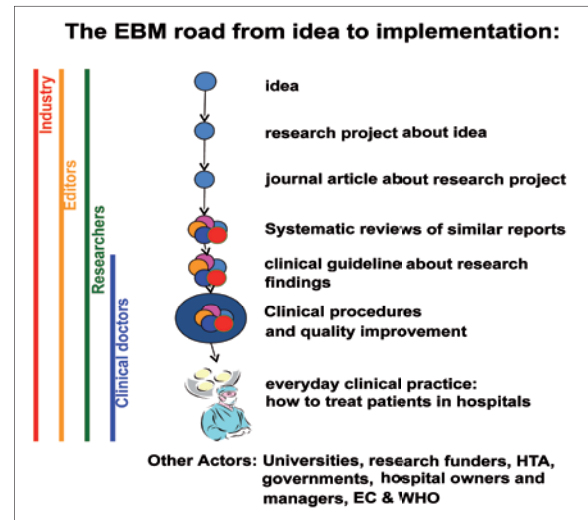 The EBM road from idea to implementation:
Industry
Editors
Researchers
Clinical doctors
idea
research project about idea
journal article about research project
Systematic reviews of similar reports
clinical guideline about research
findings
Clinical procedures
and quality improvement
everyday clinical practice:
how to treat patients in hospitals
Other Actors: Universities, research funders, HTA,
governments, hospital owners and
managers, EC & WHO